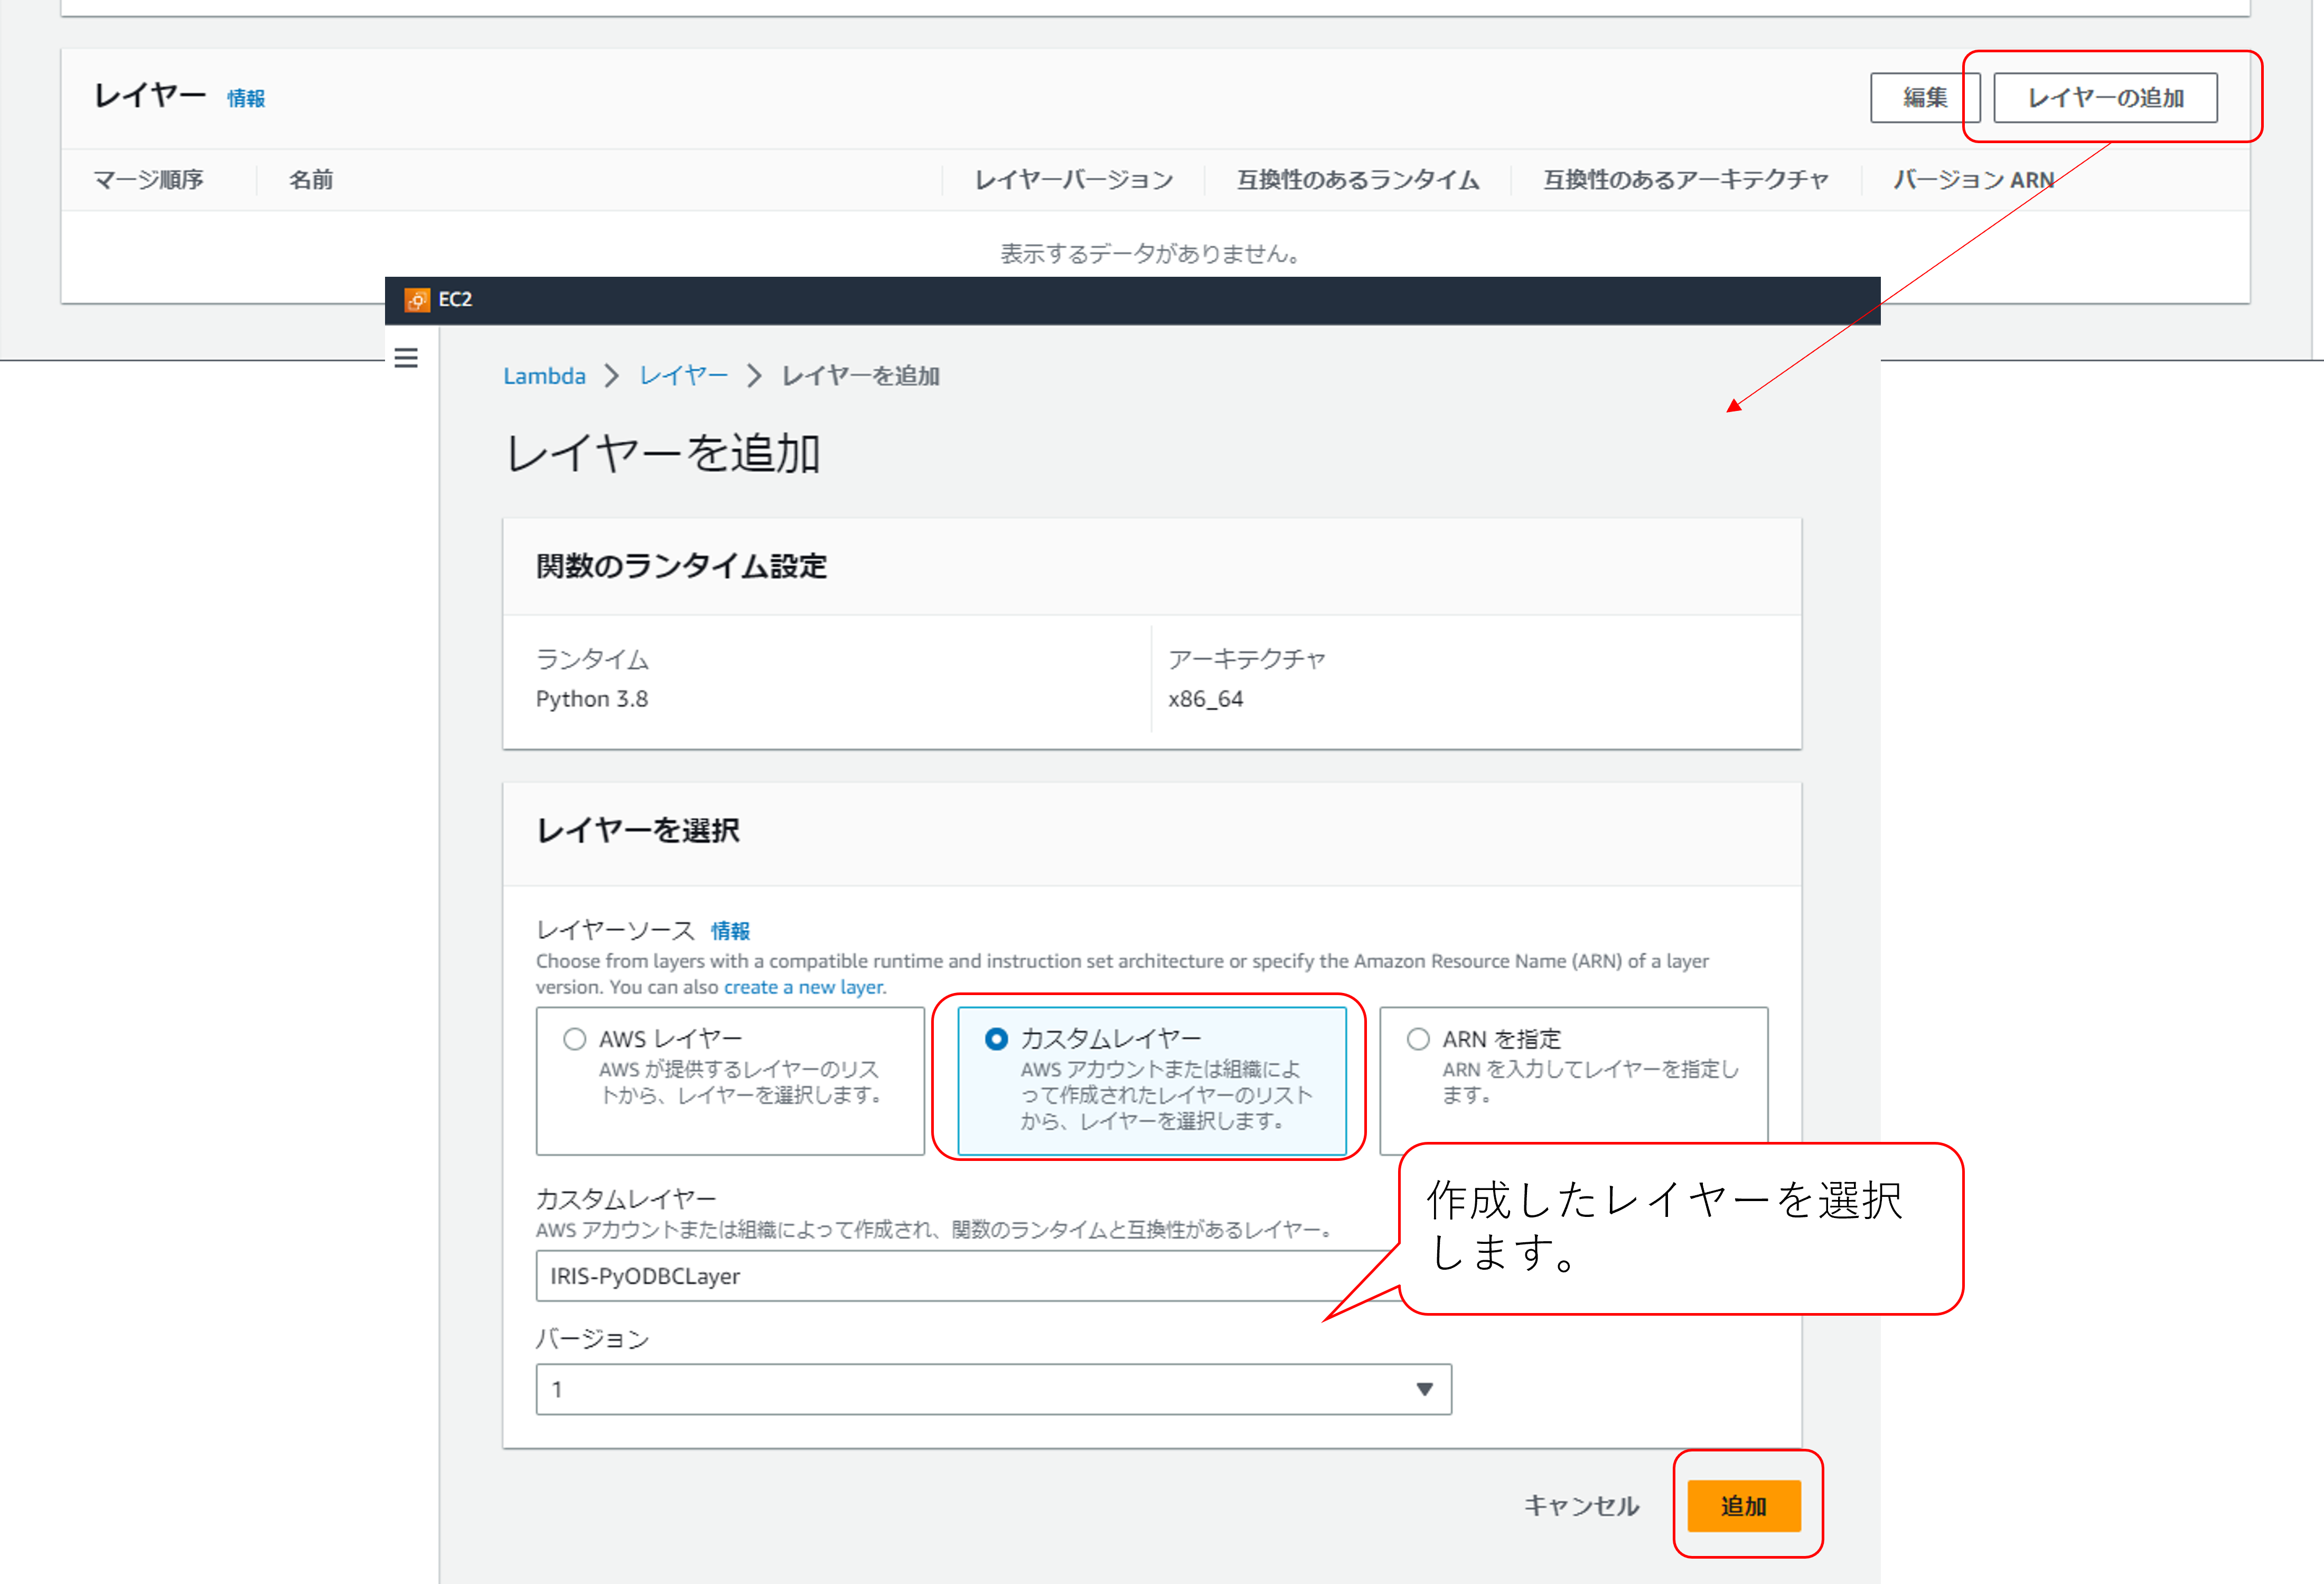 レイヤー 情報
編集
レイヤーの追加
マージ順序 名前 レイヤーバージョン 互換性のあるランタイム 互換性のあるアーキテクチャ バージョン ARN
表示するデータがありません。
EC2
Lambda > レイヤー > レイヤーを追加
レイヤーを追加
関数のランタイム設定
ランタイム
Python 3.8
アーキテクチャ
x86_64
レイヤーを選択
レイヤーソース 情報
Choose from layers with a compatible runtime and instruction set architecture or specify the Amazon Resource Name (ARN) of a layer
version. You can also create a new layer.
AWS レイヤー
AWS が提供するレイヤーのリス
トから、レイヤーを選択します。
カスタムレイヤー
AWS アカウントまたは組織によ
って作成されたレイヤーのリスト
から、レイヤーを選択します。
ARN を指定
ARN を入力してレイヤーを指定し
ます。
カスタムレイヤー
AWS アカウントまたは組織によって作成され、関数のランタイムと互換性があるレイヤー。
IRIS-PyODBCLayer
作成したレイヤーを選択
します。
バージョン
1
キャンセル
追加